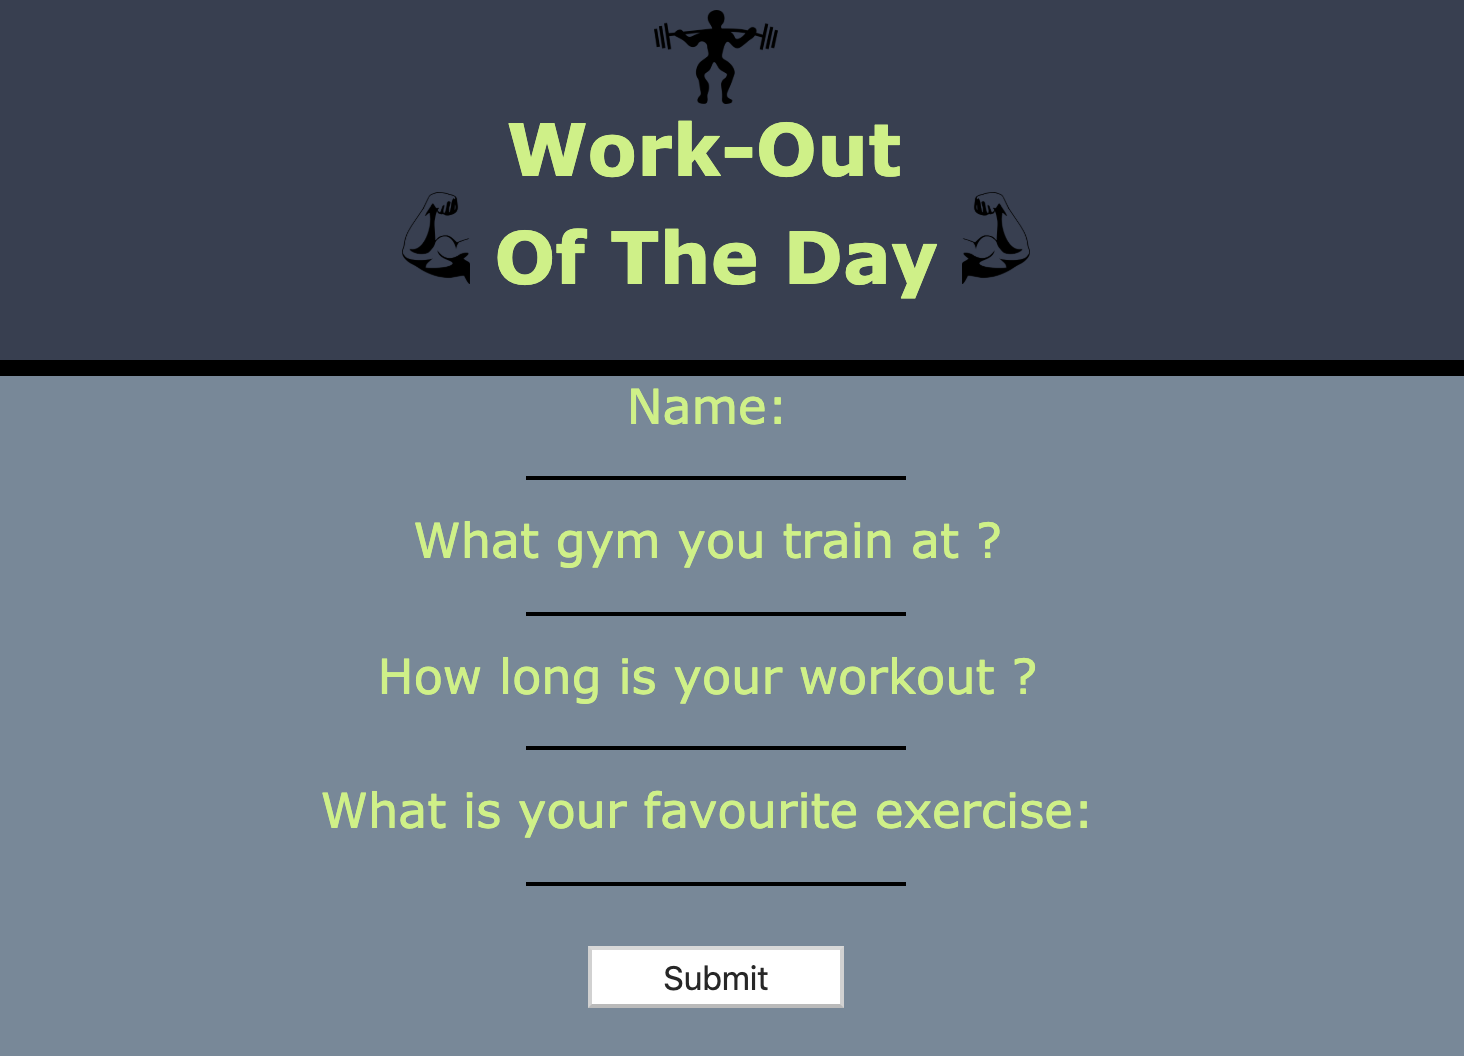 Work-Out
Of The Day
Name:
What gym you train at ?
How long is your workout ?
What is your favourite exercise:
Submit